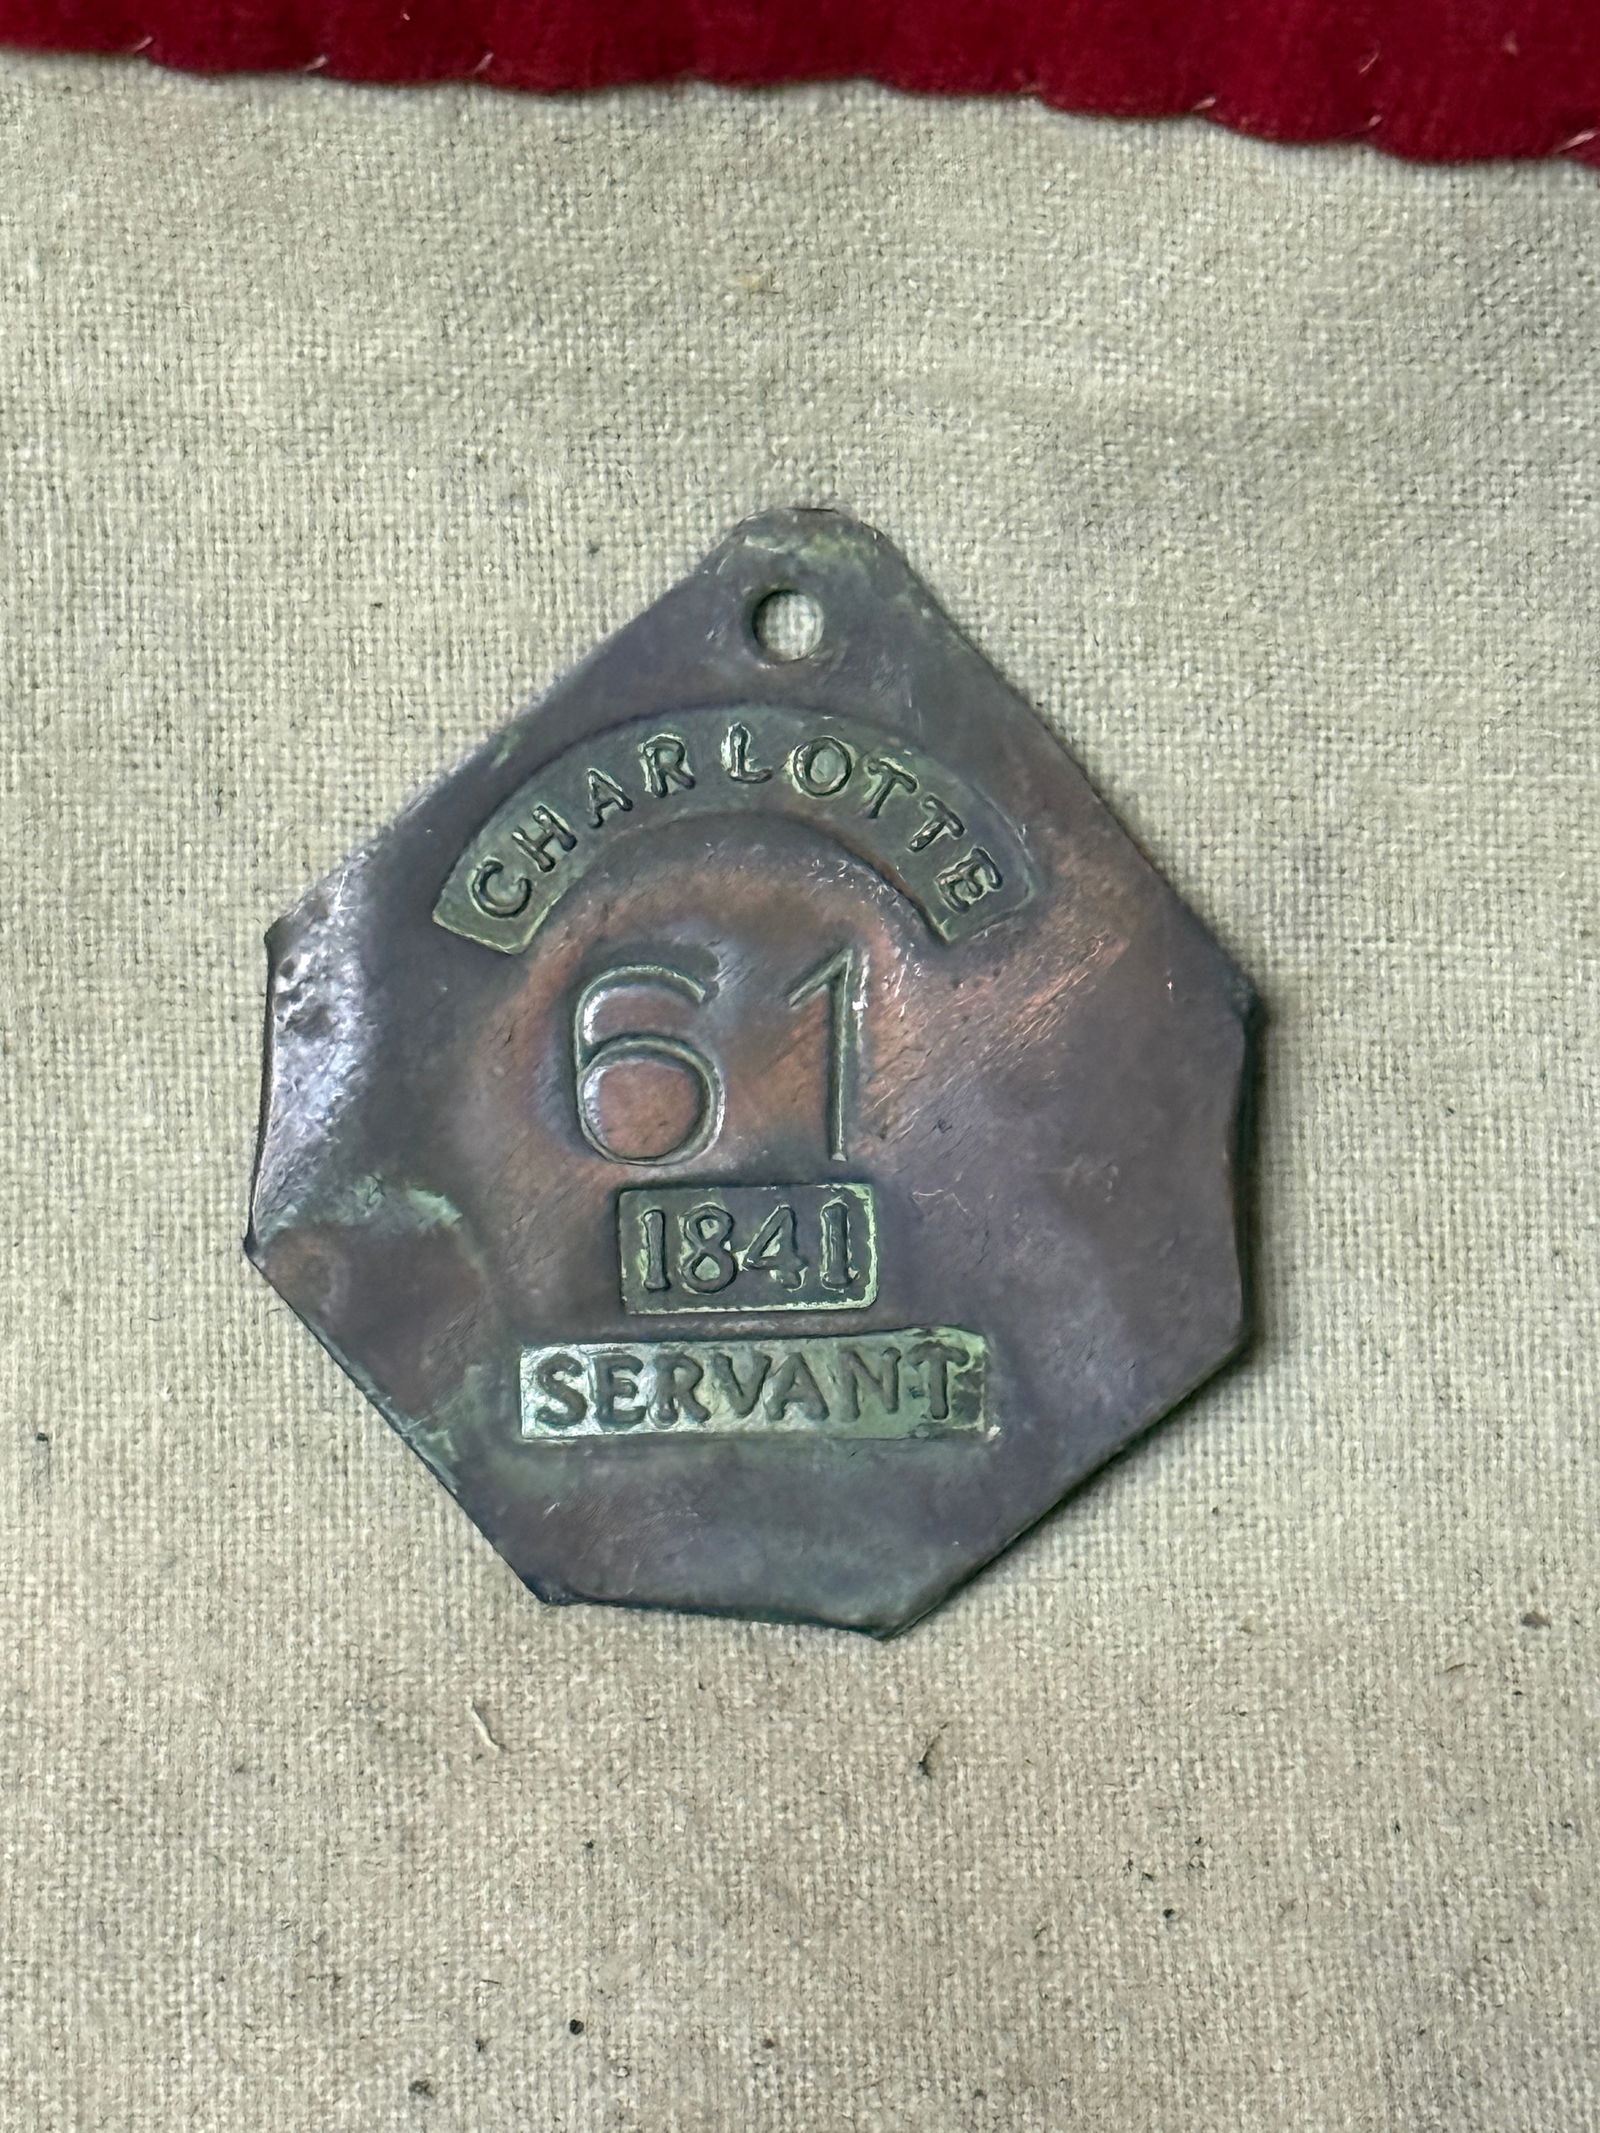 CHARLOTTE
61
1841
SERVANT